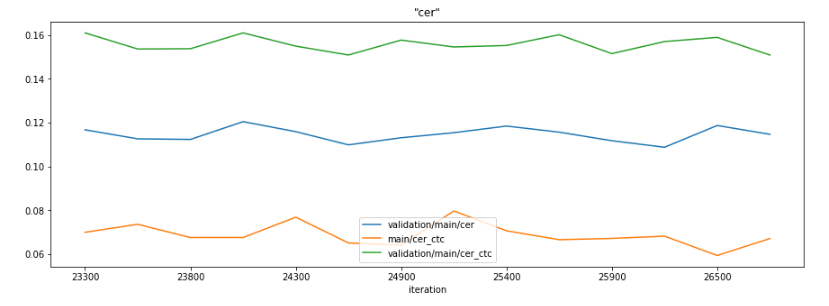 "cer"
0.16
0.14
0.12
0.10
0.08
0.06
validation/main/cer
main/cer_ctc
validation/main/cer_ctc
23300 23800 24300 24900 25400 25900 26500
iteration